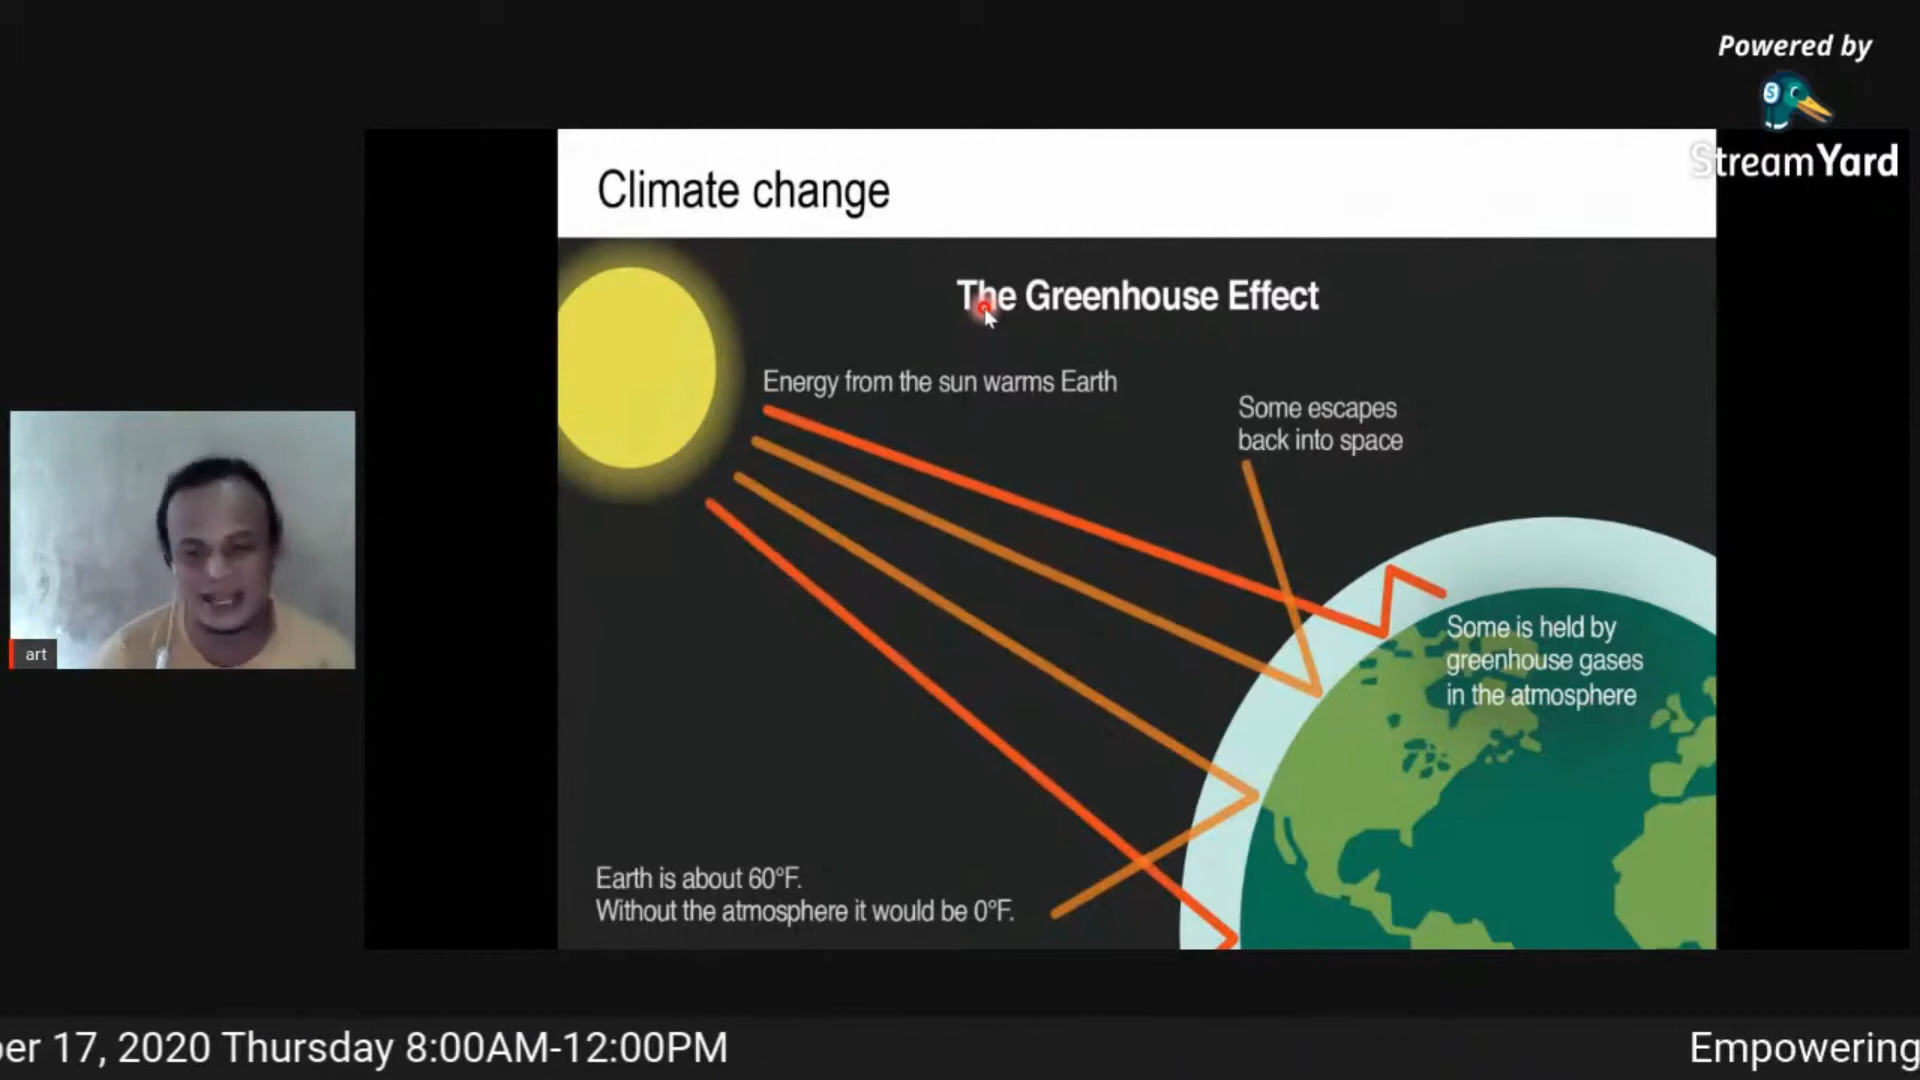 Powered by
StreamYard
Climate change
The Greenhouse Effect
Energy from the sun warms Earth
Some escapes
back into space
Some is held by
greenhouse gases
in the atmosphere
art
Earth is about 60°F.
Without the atmosphere it would be 0°F.
er 17, 2020 Thursday 8:00AM-12:00PM
Empowering